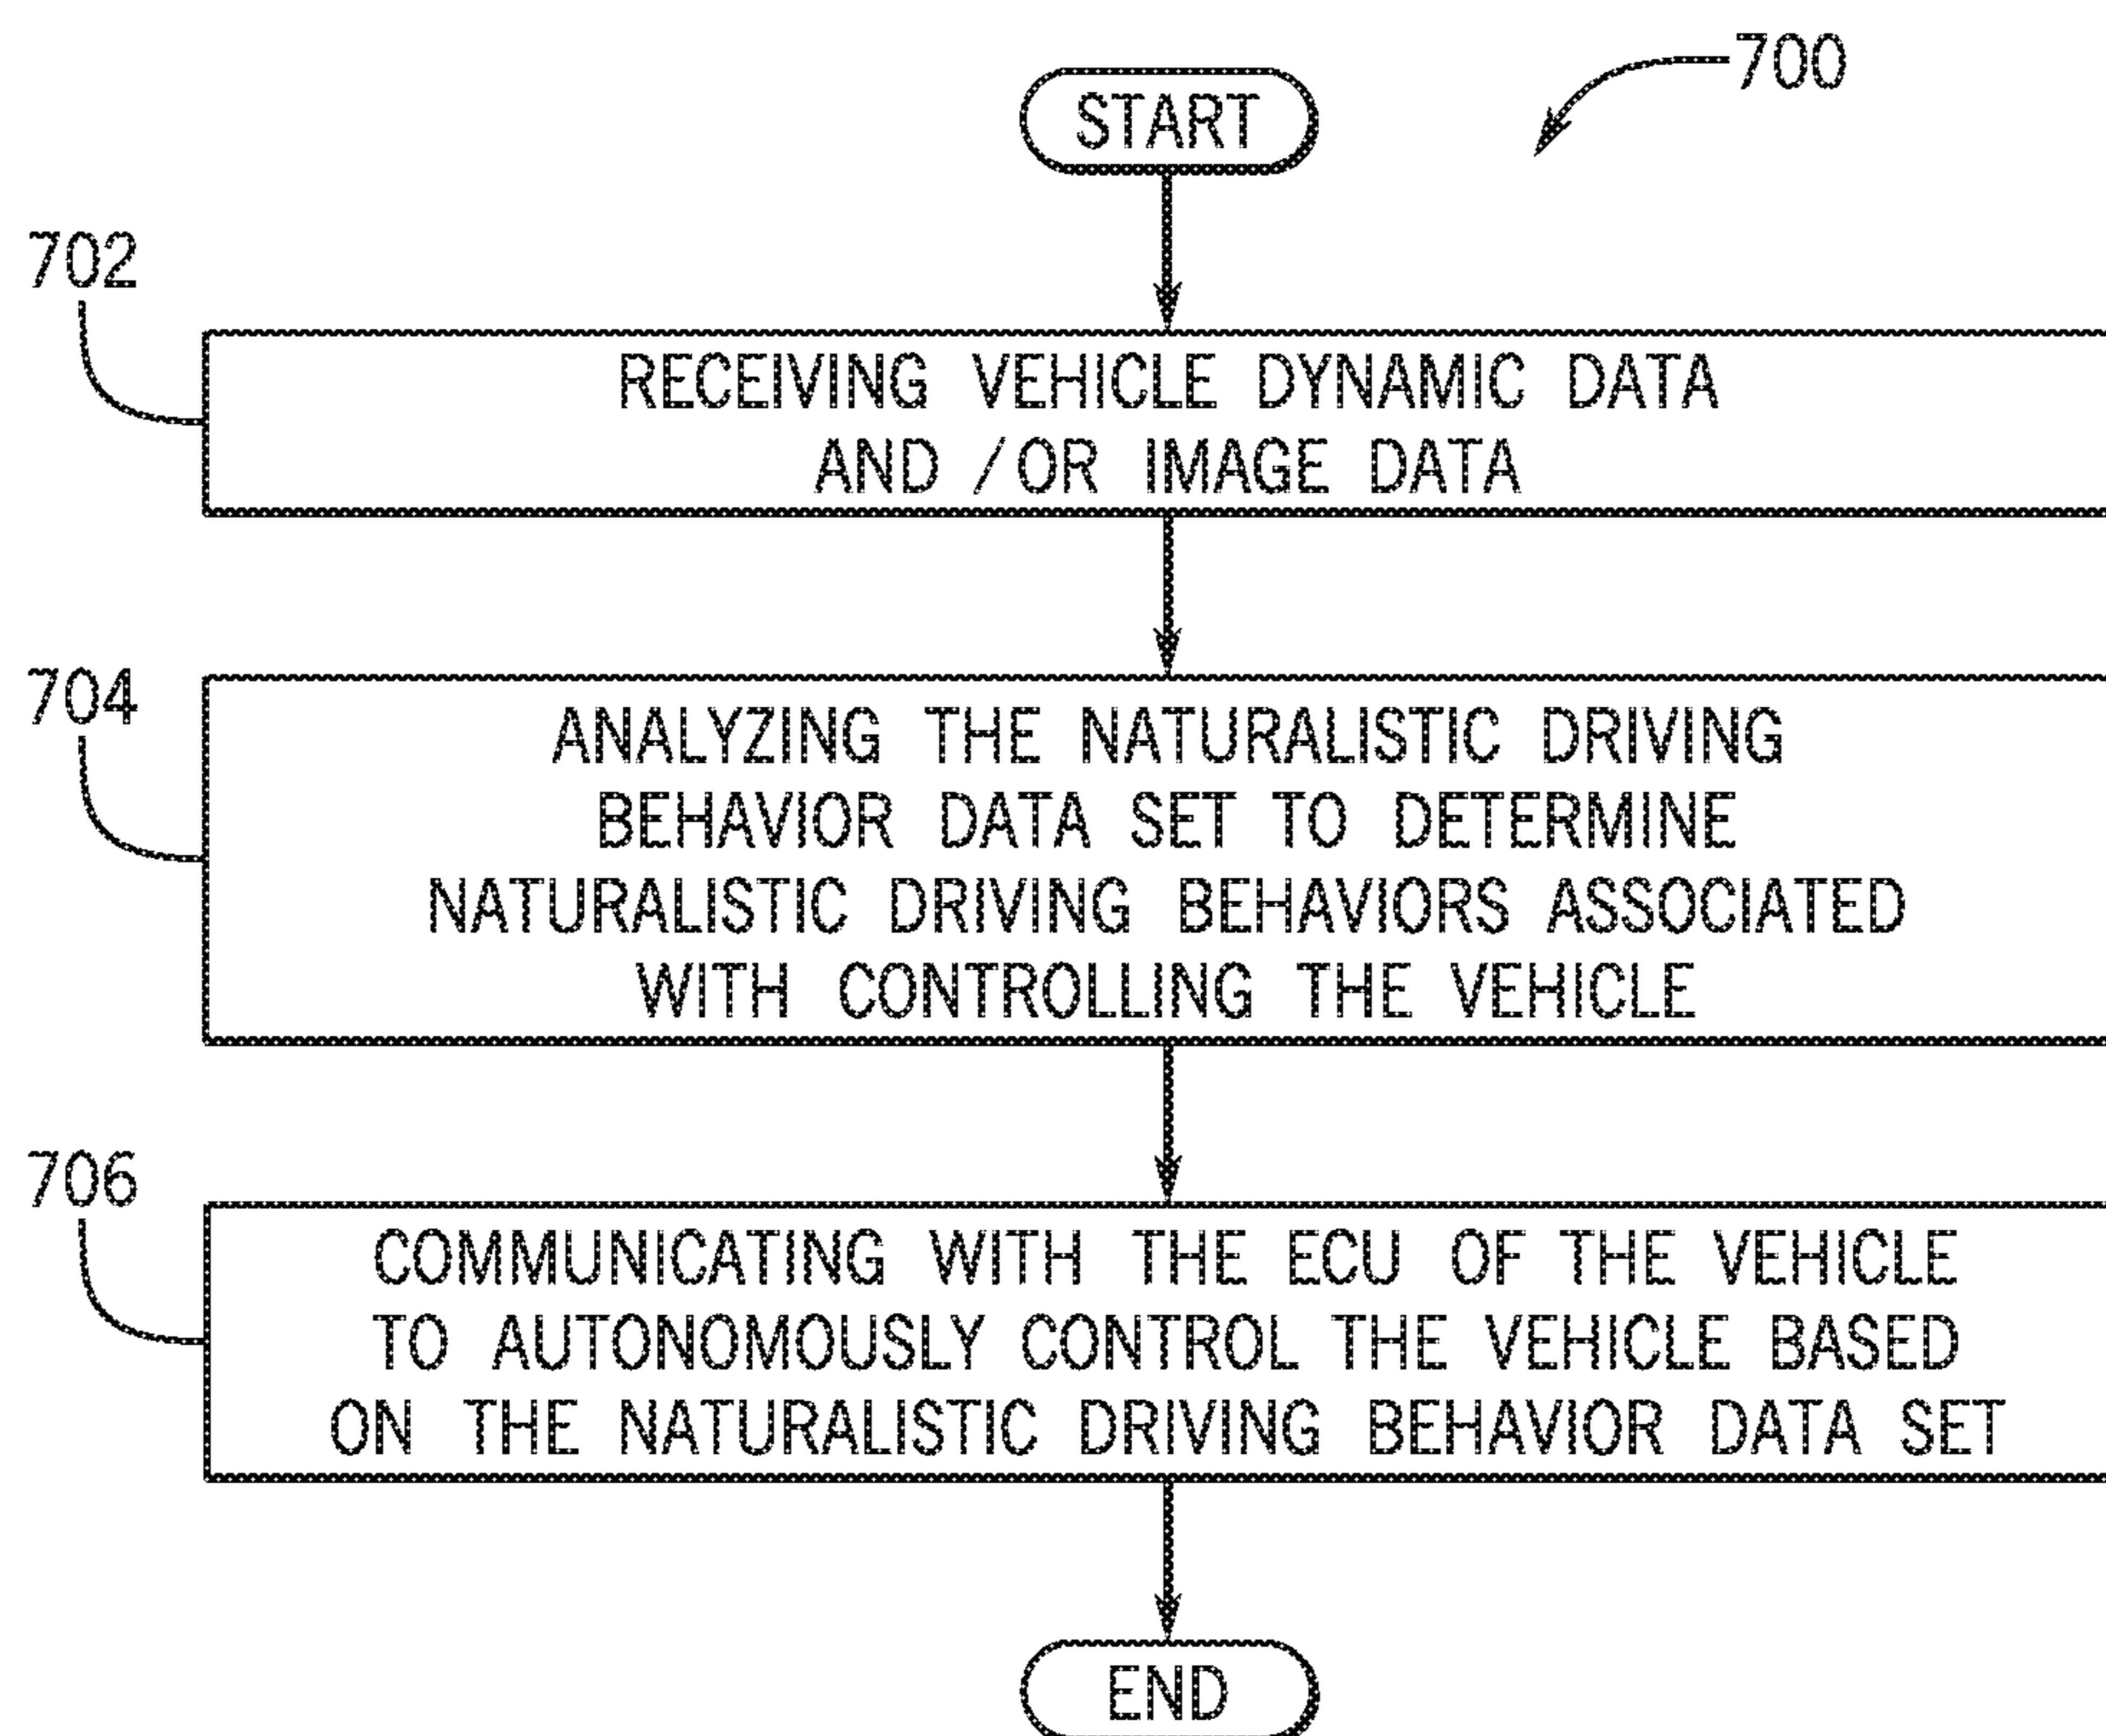 700
START
702
RECEIVING VEHICLE DYNAMIC DATA
AND /OR IMAGE DATA
704
ANALYZING THE NATURALISTIC DRIVING
BEHAVIOR DATA SET TO DETERMINE
NATURALISTIC DRIVING BEHAVIORS ASSOCIATED
WITH CONTROLLING THE VEHICLE
706
COMMUNICATING WITH THE ECU OF THE VEHICLE
TO AUTONOMOUSLY CONTROL THE VEHICLE BASED
ON THE NATURALISTIC DRIVING BEHAVIOR DATA SET
END